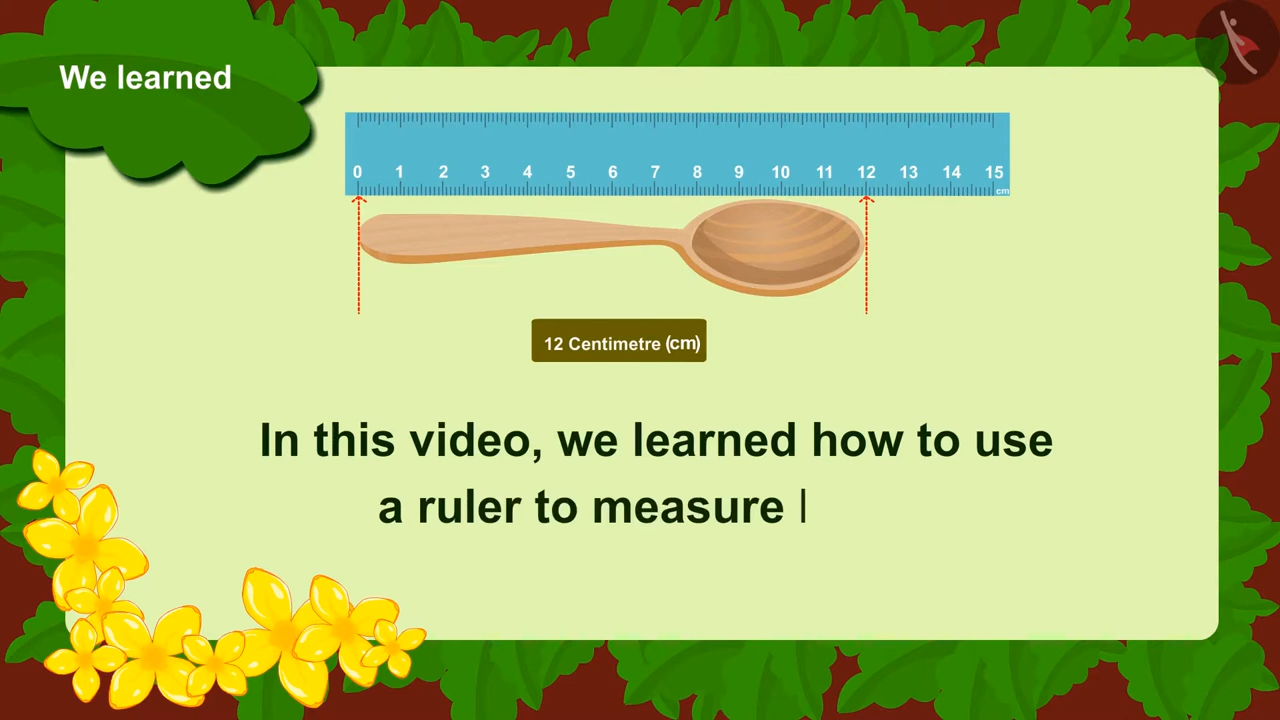 We learned
0 1 2 3 4 5 6 7 8 9 10 11 12 13 14 15
cm
12 Centimetre (cm)
In this video, we learned how to use
a ruler to measure l